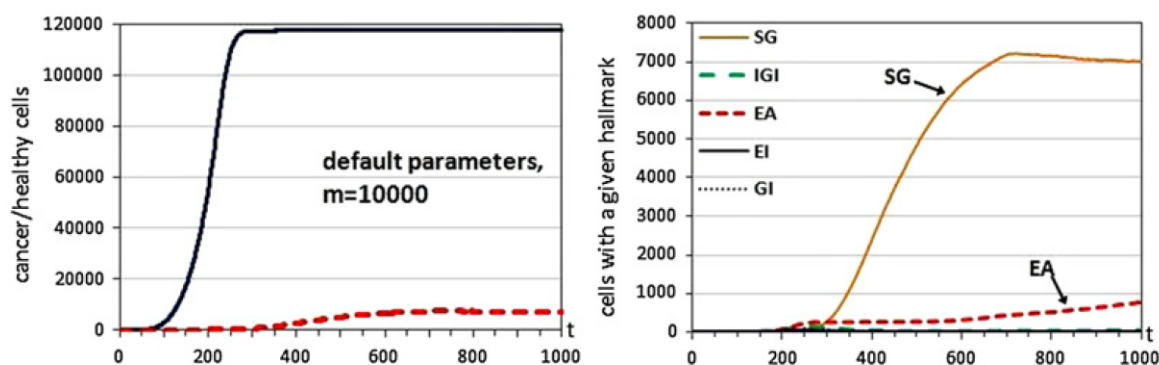 120000
100000
80000
60000
40000
20000
0
cancer/healthy cells
default parameters,
m=10000
0 200 400 600 800 1000 t
8000
7000
6000
5000
4000
3000
2000
1000
0
cells with a given hallmark
SG
IGI
EA
EI
GI
SG
EA
0 200 400 600 800 1000 t